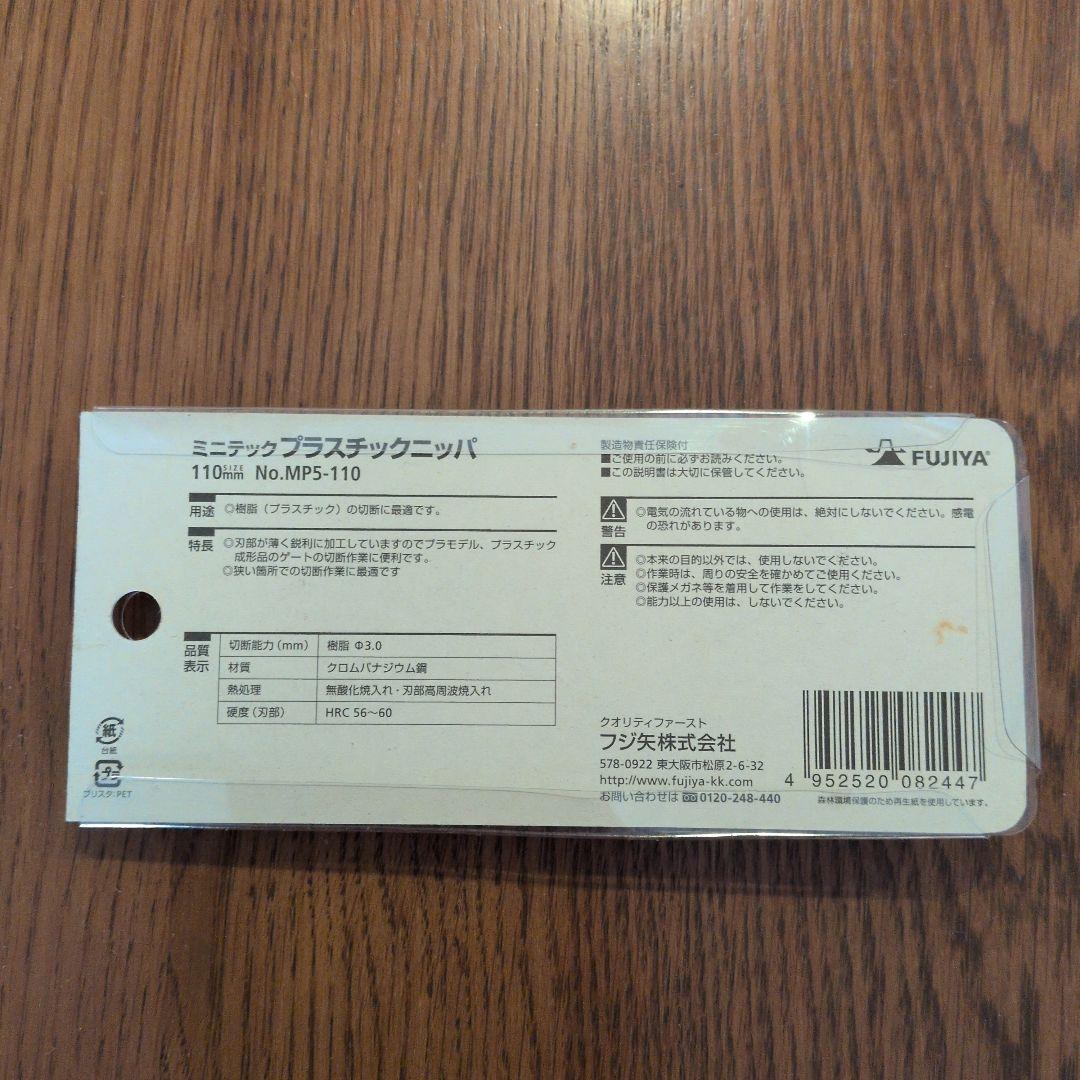 ミニテックプラスチックニッパ
110mm SIZE No.MP5-110
用途 ◎樹脂（プラスチック）の切断に最適です。
特長 ◎刃部が薄く鋭利に加工していますのでプラモデル、プラスチック
成形品のゲートの切断作業に便利です。
◎狭い箇所での切断作業に最適です
品質
表示
切断能力(mm) 樹脂 Φ3.0
材質 クロムバナジウム鋼
熱処理 無酸化焼入れ・刃部高周波焼入れ
硬度(刃部) HRC 56～60
紙
台紙
プラ
ブリスタ:PET
製造物責任保険付
■ご使用の前に必ずお読みください。
■この説明書は大切に保管してください。
FUJIYA®
警告
◎電気の流れている物への使用は、絶対にしないでください。感電
の恐れがあります。
注意
◎本来の目的以外では、使用しないでください。
◎作業時は、周りの安全を確かめてご使用ください。
◎保護メガネ等を着用して作業をしてください。
◎能力以上の使用は、しないでください。
クオリティファースト
フジ矢株式会社
578-0922 東大阪市松原2-6-32
http://www.fujiya-kk.com
お問い合わせは 0120-248-440
4 952520 082447
森林環境保護のため再生紙を使用しています。